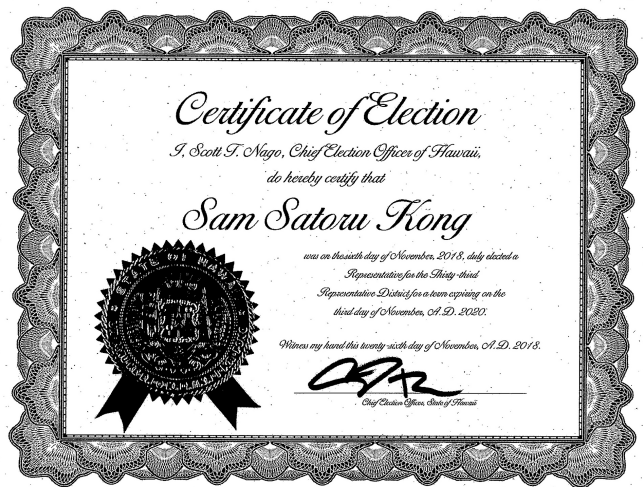 Certificate of Election
I, Scott T. Nago, Chief Election Officer of Hawaii,
do hereby certify that
Sam Satoru Kong
was on the sixth day of November, 2018, duly elected a
Representative for the Thirty-third
Representative District for a term expiring on the
third day of November, A.D. 2020.
Witness my hand this twenty-sixth day of November, A.D. 2018.
Chief Election Officer, State of Hawaii
STATE OF